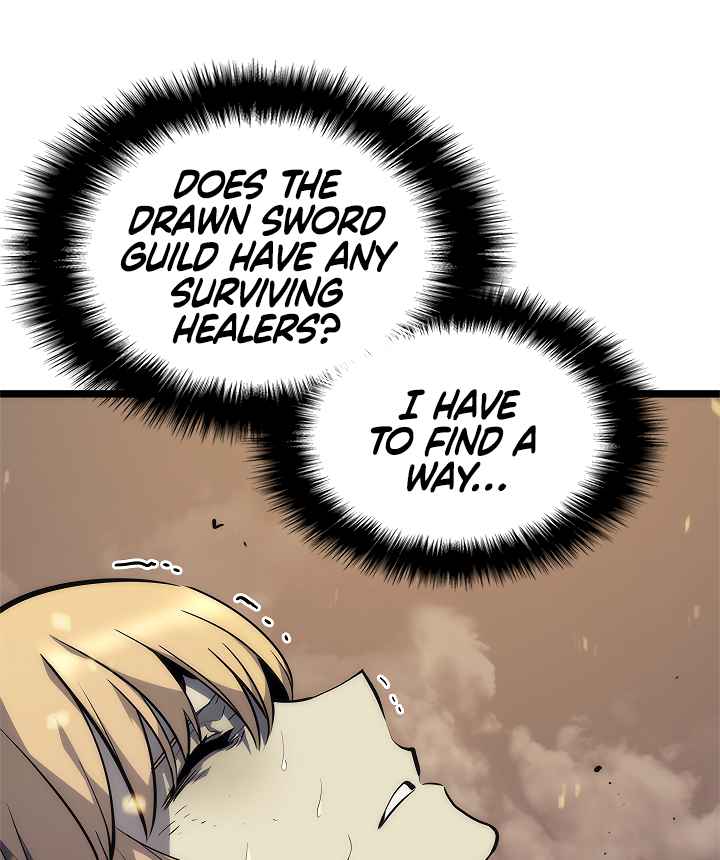 DOES THE
DRAWN SWORD
GUILD HAVE ANY
SURVIVING
HEALERS?
I HAVE
TO FIND A
WAY...